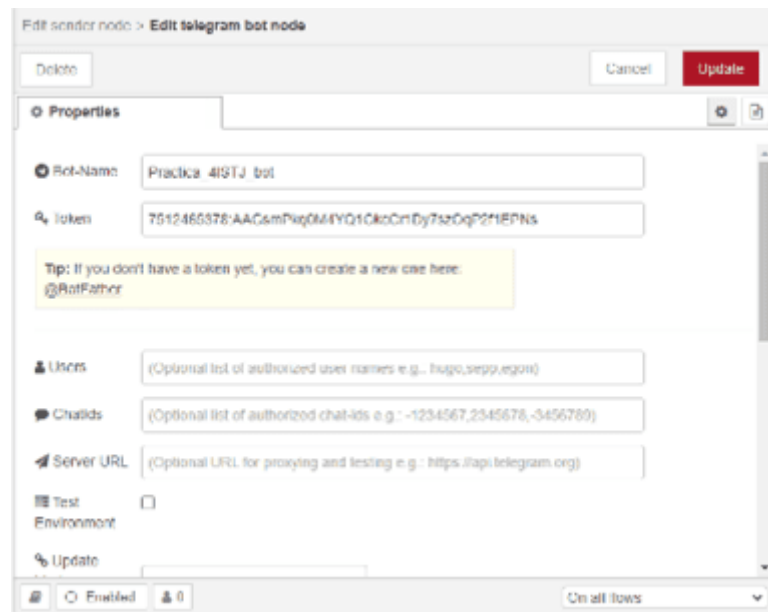 Edit sender node > Edit telegram bot node
Delete
Cancel
Update
Properties
Bot-Name
Practica_4ISTJ_bot
Token
Tip: If you don't have a token yet, you can create a new one here:
@BotFather
Users
(Optional list of authorized user names e.g.: hugo,sepp,egon)
ChatIds
(Optional list of authorized chat-ids e.g.: -1234567,2345678,-3456789)
Server URL
(Optional URL for proxying and testing e.g.: https://api.telegram.org)
Test
Environment
Update
Enabled
0
On all flows